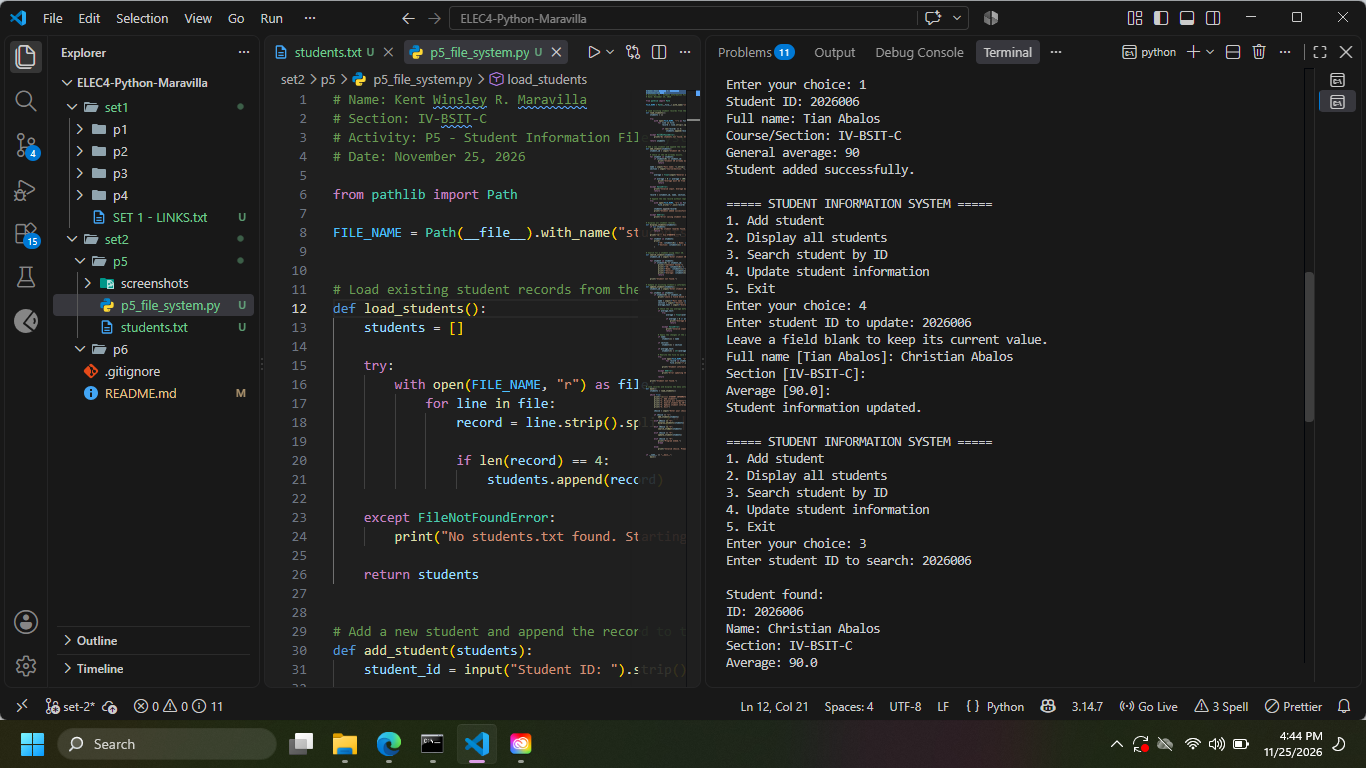 File Edit Selection View Go Run ···
ELEC4-Python-Maravilla
Explorer
ELEC4-Python-Maravilla
set1
p1
p2
p3
p4
SET 1 - LINKS.txt U
set2
p5
screenshots
p5_file_system.py U
students.txt U
p6
.gitignore
README.md M
Outline
Timeline
4
15
students.txt U
p5_file_system.py U
set2 > p5 > p5_file_system.py > load_students
1 # Name: Kent Winsley R. Maravilla
2 # Section: IV-BSIT-C
3 # Activity: P5 - Student Information Fil
4 # Date: November 25, 2026
5
6 from pathlib import Path
7
8 FILE_NAME = Path(__file__).with_name("st
9
10
11 # Load existing student records from the
12 def load_students():
13 students = []
14
15 try:
16 with open(FILE_NAME, "r") as fil
17 for line in file:
18 record = line.strip().spl
19
20 if len(record) == 4:
21 students.append(record)
22
23 except FileNotFoundError:
24 print("No students.txt found. Starting
25
26 return students
27
28
29 # Add a new student and append the record to t
30 def add_student(students):
31 student_id = input("Student ID: ").strip()
32
Problems 11 Output Debug Console Terminal ···
python
Enter your choice: 1
Student ID: 2026006
Full name: Tian Abalos
Course/Section: IV-BSIT-C
General average: 90
Student added successfully.
===== STUDENT INFORMATION SYSTEM =====
1. Add student
2. Display all students
3. Search student by ID
4. Update student information
5. Exit
Enter your choice: 4
Enter student ID to update: 2026006
Leave a field blank to keep its current value.
Full name [Tian Abalos]: Christian Abalos
Section [IV-BSIT-C]:
Average [90.0]:
Student information updated.
===== STUDENT INFORMATION SYSTEM =====
1. Add student
2. Display all students
3. Search student by ID
4. Update student information
5. Exit
Enter your choice: 3
Enter student ID to search: 2026006
Student found:
ID: 2026006
Name: Christian Abalos
Section: IV-BSIT-C
Average: 90.0
set-2* 0 0 11
Ln 12, Col 21 Spaces: 4 UTF-8 LF { } Python 3.14.7 Go Live 3 Spell Prettier
Search
4:44 PM
11/25/2026